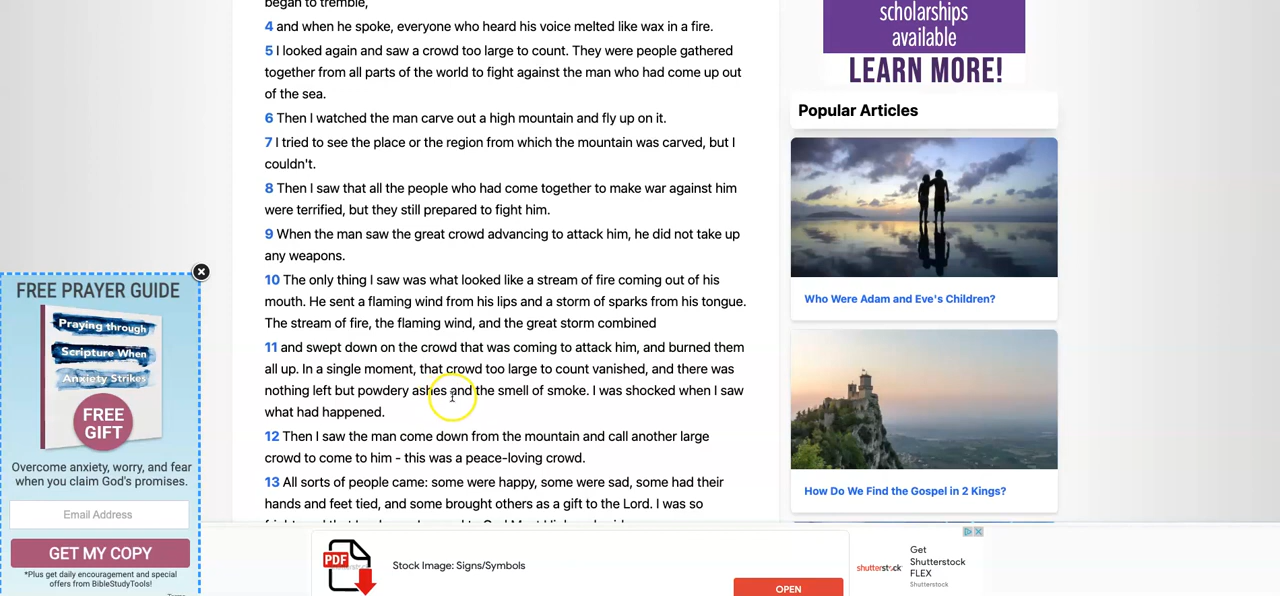 began to tremble,
4 and when he spoke, everyone who heard his voice melted like wax in a fire.
5 I looked again and saw a crowd too large to count. They were people gathered
together from all parts of the world to fight against the man who had come up out
of the sea.
6 Then I watched the man carve out a high mountain and fly up on it.
7 I tried to see the place or the region from which the mountain was carved, but I
couldn't.
8 Then I saw that all the people who had come together to make war against him
were terrified, but they still prepared to fight him.
9 When the man saw the great crowd advancing to attack him, he did not take up
any weapons.
10 The only thing I saw was what looked like a stream of fire coming out of his
mouth. He sent a flaming wind from his lips and a storm of sparks from his tongue.
The stream of fire, the flaming wind, and the great storm combined
11 and swept down on the crowd that was coming to attack him, and burned them
all up. In a single moment, that crowd too large to count vanished, and there was
nothing left but powdery ashes and the smell of smoke. I was shocked when I saw
what had happened.
12 Then I saw the man come down from the mountain and call another large
crowd to come to him - this was a peace-loving crowd.
13 All sorts of people came: some were happy, some were sad, some had their
hands and feet tied, and some brought others as a gift to the Lord. I was so
scholarships
available
LEARN MORE!
Popular Articles
Who Were Adam and Eve's Children?
How Do We Find the Gospel in 2 Kings?
FREE PRAYER GUIDE
Praying through
Scripture When
Anxiety Strikes
FREE
GIFT
Overcome anxiety, worry, and fear
when you claim God's promises.
Email Address
GET MY COPY
*Plus get daily encouragement and special
offers from BibleStudyTools!
PDF
Stock Image: Signs/Symbols
OPEN
shutterstock
Get
Shutterstock
FLEX
Shutterstock